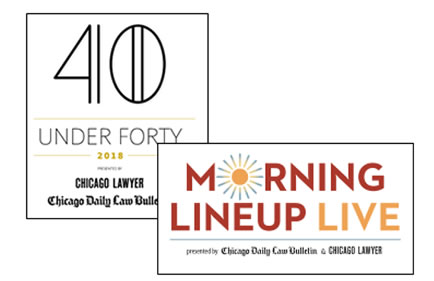 40
UNDER FORTY
2018
PRESENTED BY
CHICAGO LAWYER
Chicago Daily Law Bulle
MORNING
LINEUP LIVE
presented by Chicago Daily Law Bulletin & CHICAGO LAWYER